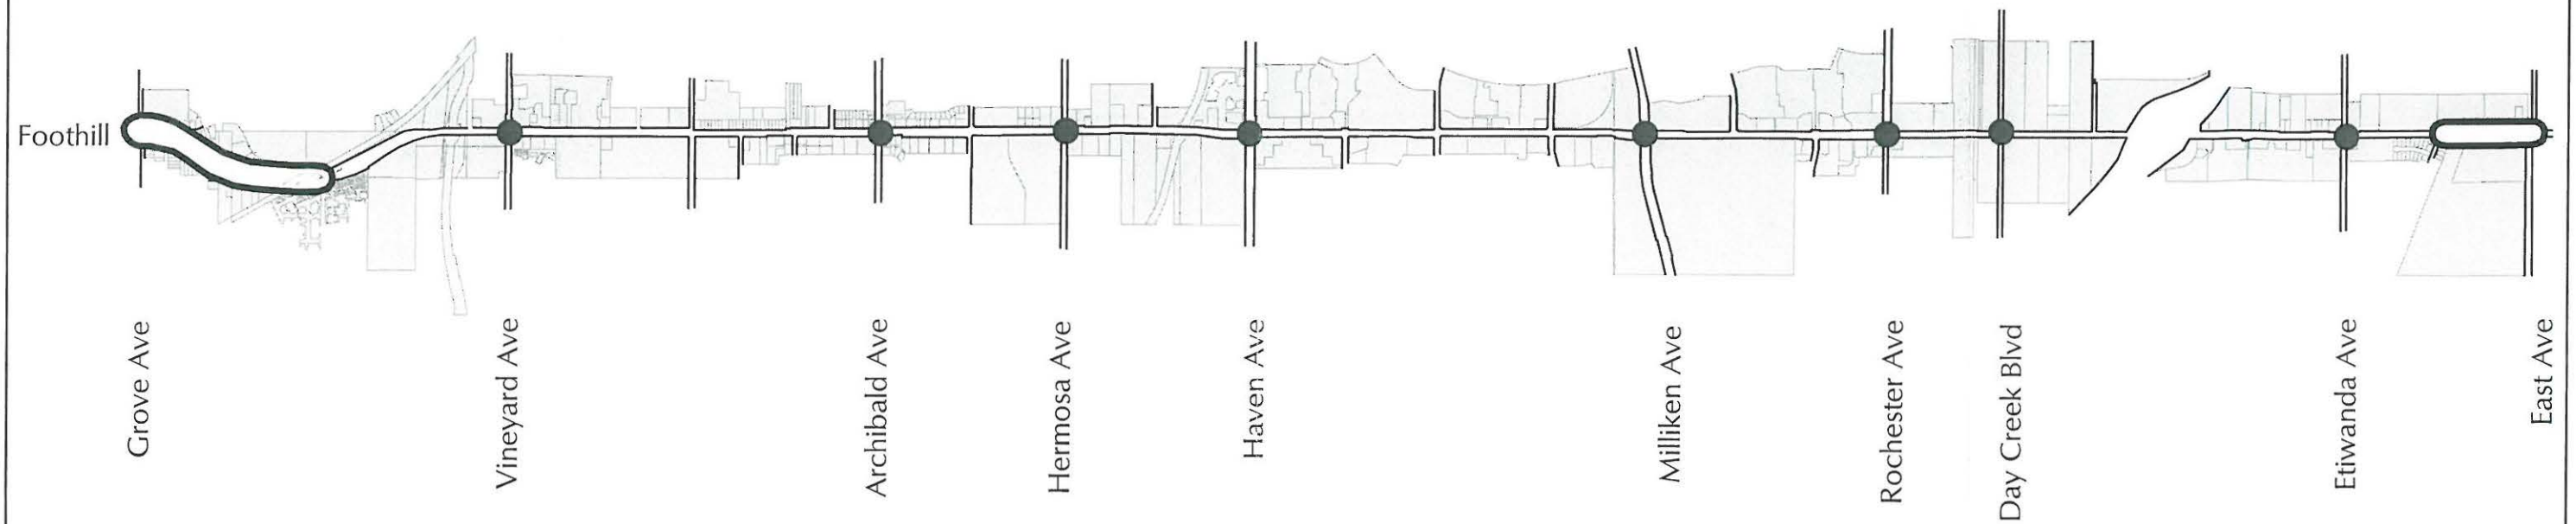 Foothill
Grove Ave
Vineyard Ave
Archibald Ave
Hermosa Ave
Haven Ave
Milliken Ave
Rochester Ave
Day Creek Blvd
Etiwanda Ave
East Ave